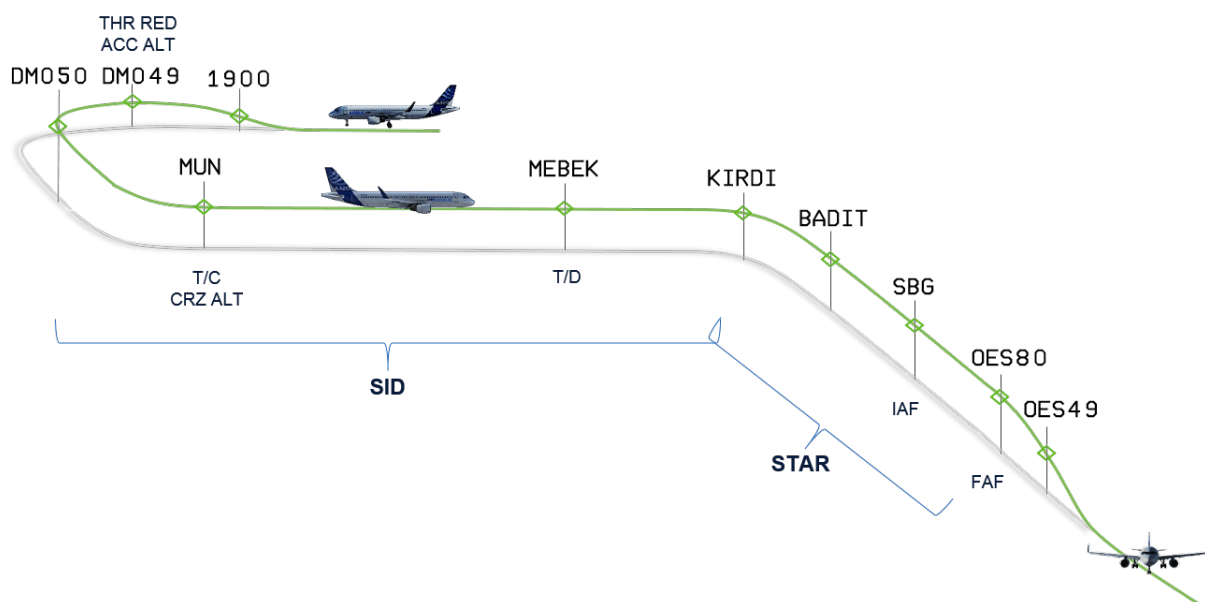 THR RED
ACC ALT
DM050
DM049
1900
MUN
MEBEK
KIRDI
BADIT
T/C
CRZ ALT
T/D
SBG
SID
OES80
IAF
OES49
STAR
FAF